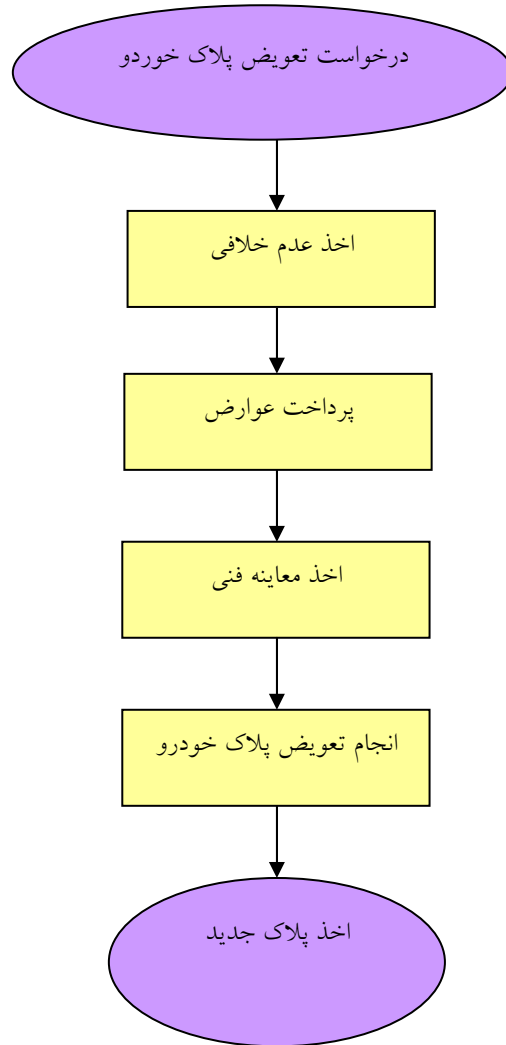 درخواست تعویض پلاک خوردو
اخذ عدم خلافی
پرداخت عوارض
اخذ معاینه فنی
انجام تعویض پلاک خودرو
اخذ پلاک جدید